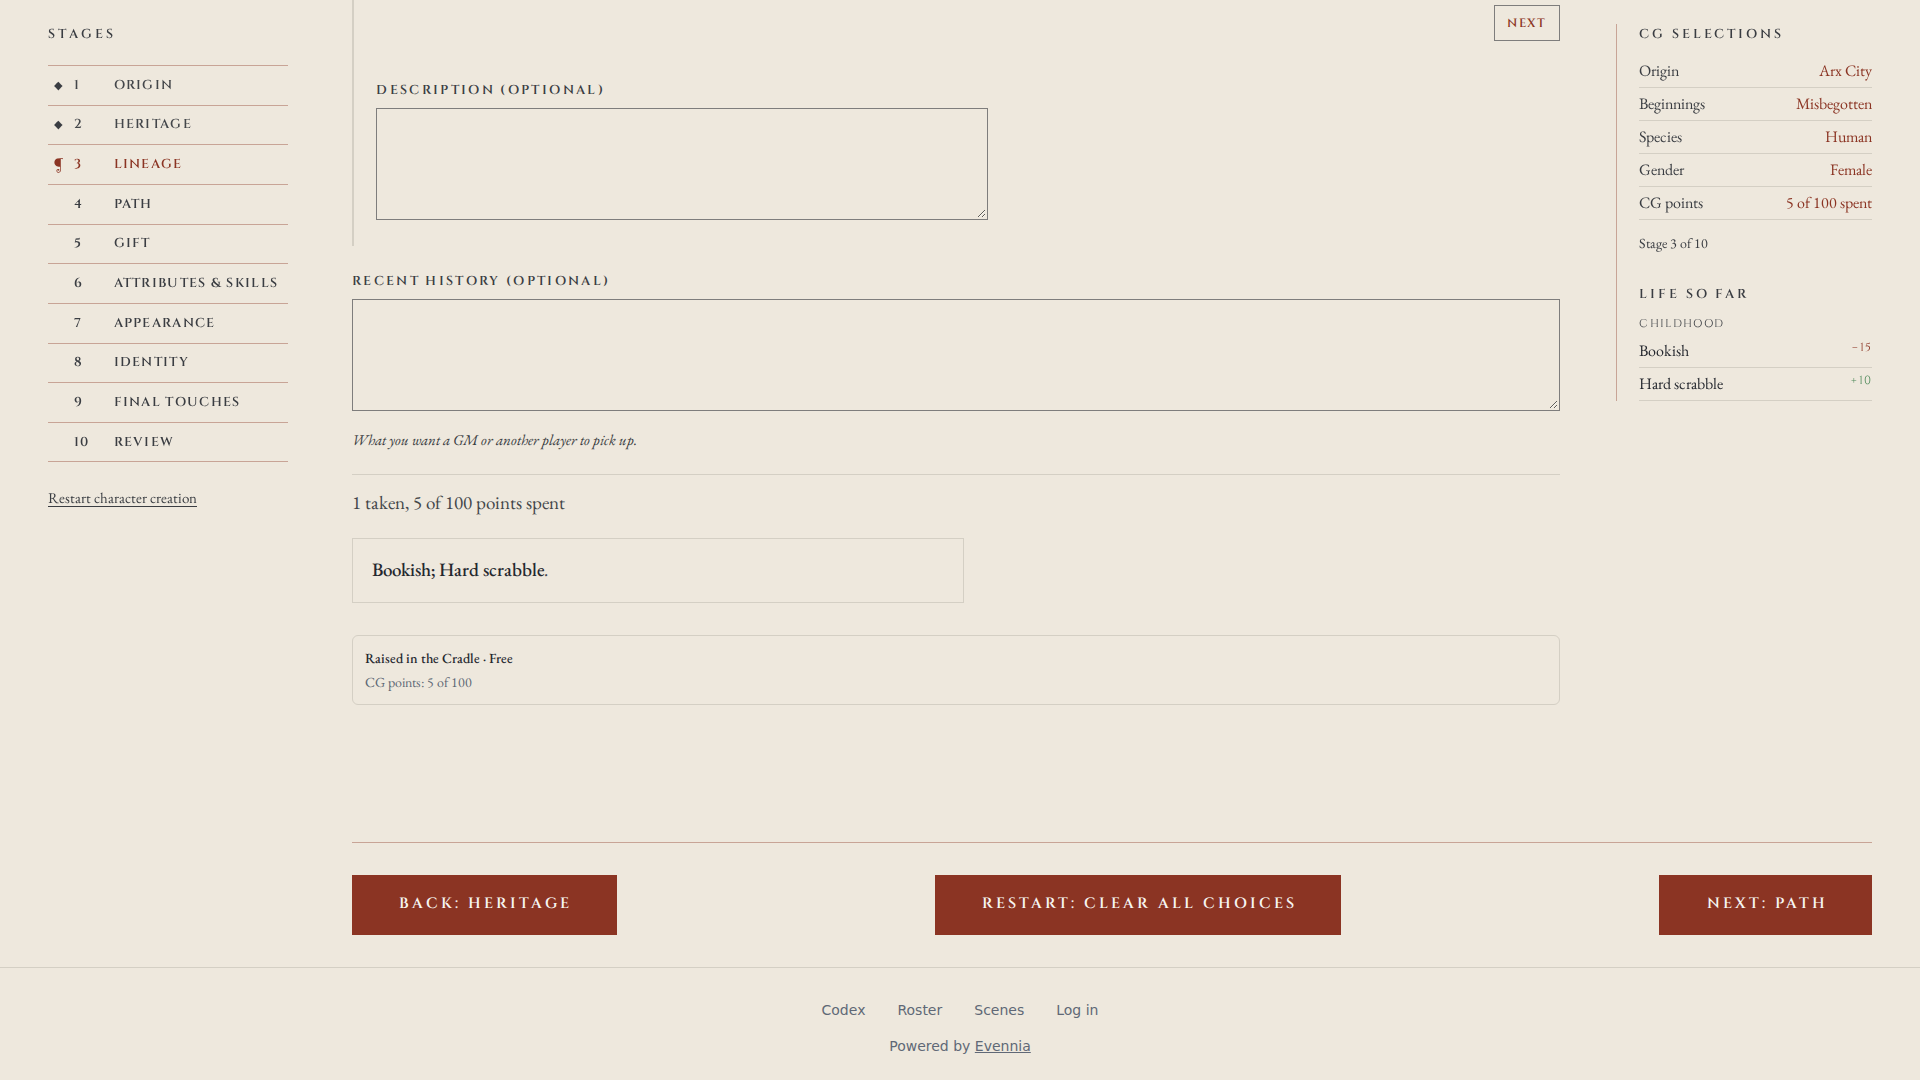 STAGES
◆ 1 ORIGIN
◆ 2 HERITAGE
¶ 3 LINEAGE
4 PATH
5 GIFT
6 ATTRIBUTES & SKILLS
7 APPEARANCE
8 IDENTITY
9 FINAL TOUCHES
10 REVIEW
Restart character creation
NEXT
DESCRIPTION (OPTIONAL)
RECENT HISTORY (OPTIONAL)
What you want a GM or another player to pick up.
1 taken, 5 of 100 points spent
Bookish; Hard scrabble.
Raised in the Cradle · Free
CG points: 5 of 100
BACK: HERITAGE
RESTART: CLEAR ALL CHOICES
NEXT: PATH
CG SELECTIONS
Origin Arx City
Beginnings Misbegotten
Species Human
Gender Female
CG points 5 of 100 spent
Stage 3 of 10
LIFE SO FAR
CHILDHOOD
Bookish −15
Hard scrabble +10
Codex Roster Scenes Log in
Powered by Evennia